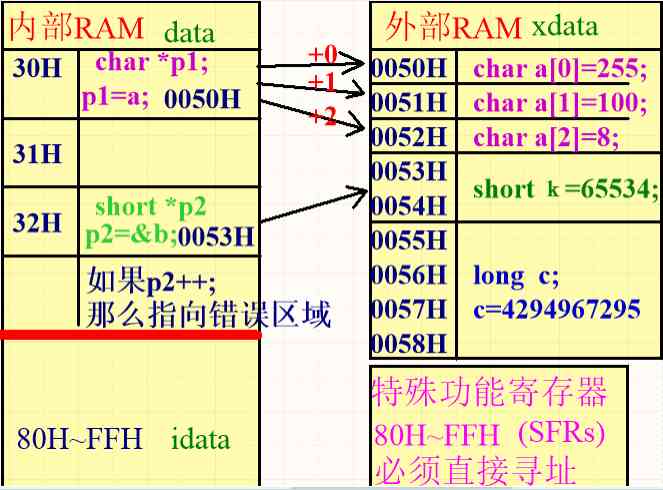 内部RAM data
30H char *p1;
p1=a; 0050H
31H
32H short *p2
p2=&b;0053H
如果p2++;
那么指向错误区域
80H~FFH idata
+0
+1
+2
外部RAM xdata
0050H char a[0]=255;
0051H char a[1]=100;
0052H char a[2]=8;
0053H
short k=65534;
0054H
0055H
0056H long c;
0057H c=4294967295
0058H
特殊功能寄存器
80H~FFH (SFRs)
必须直接寻址